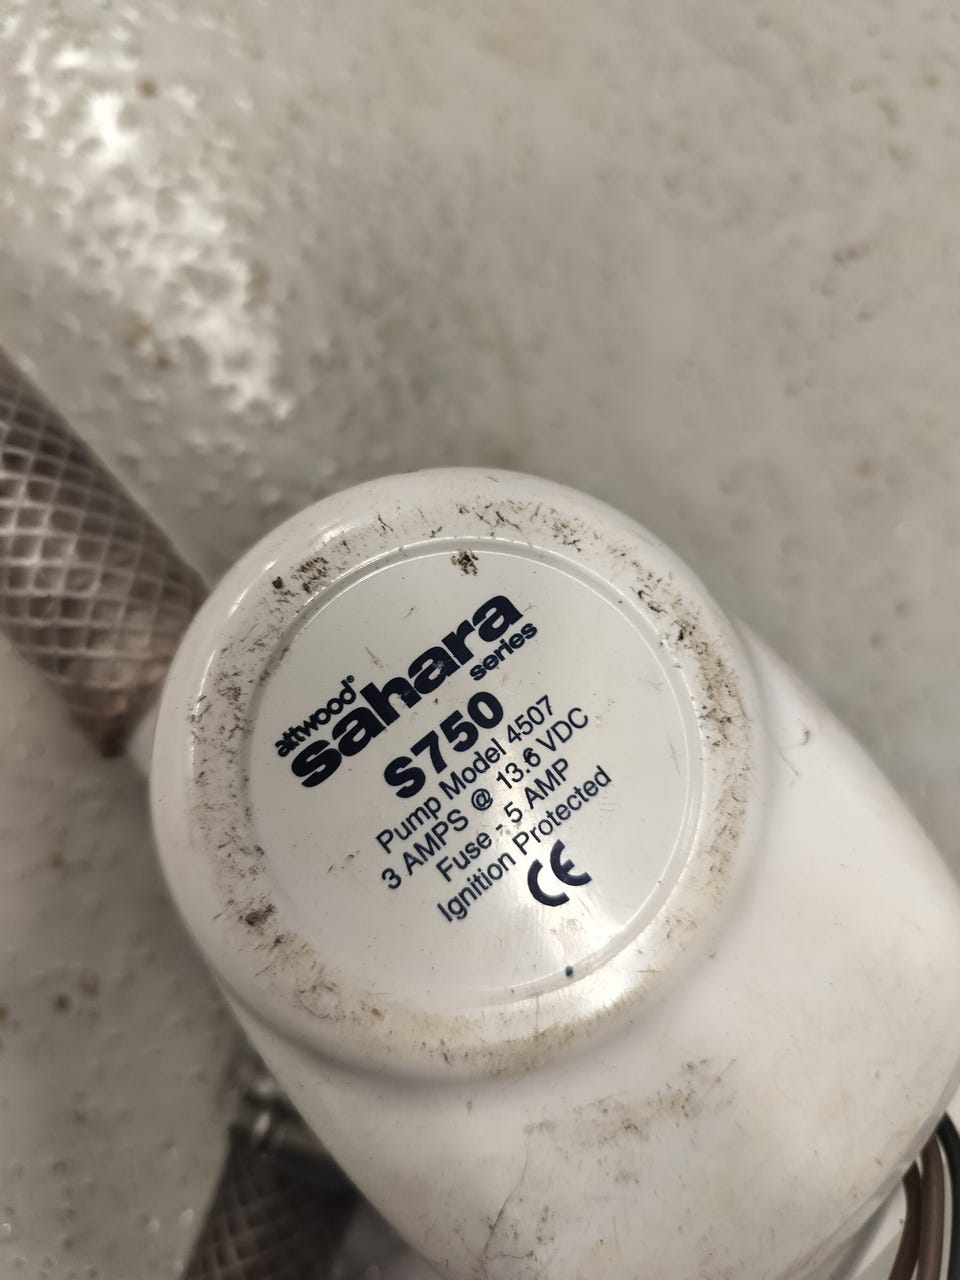 attwood®
sahara
series
S750
Pump Model 4507
3 AMPS @ 13.6 VDC
Fuse - 5 AMP
Ignition Protected
CE